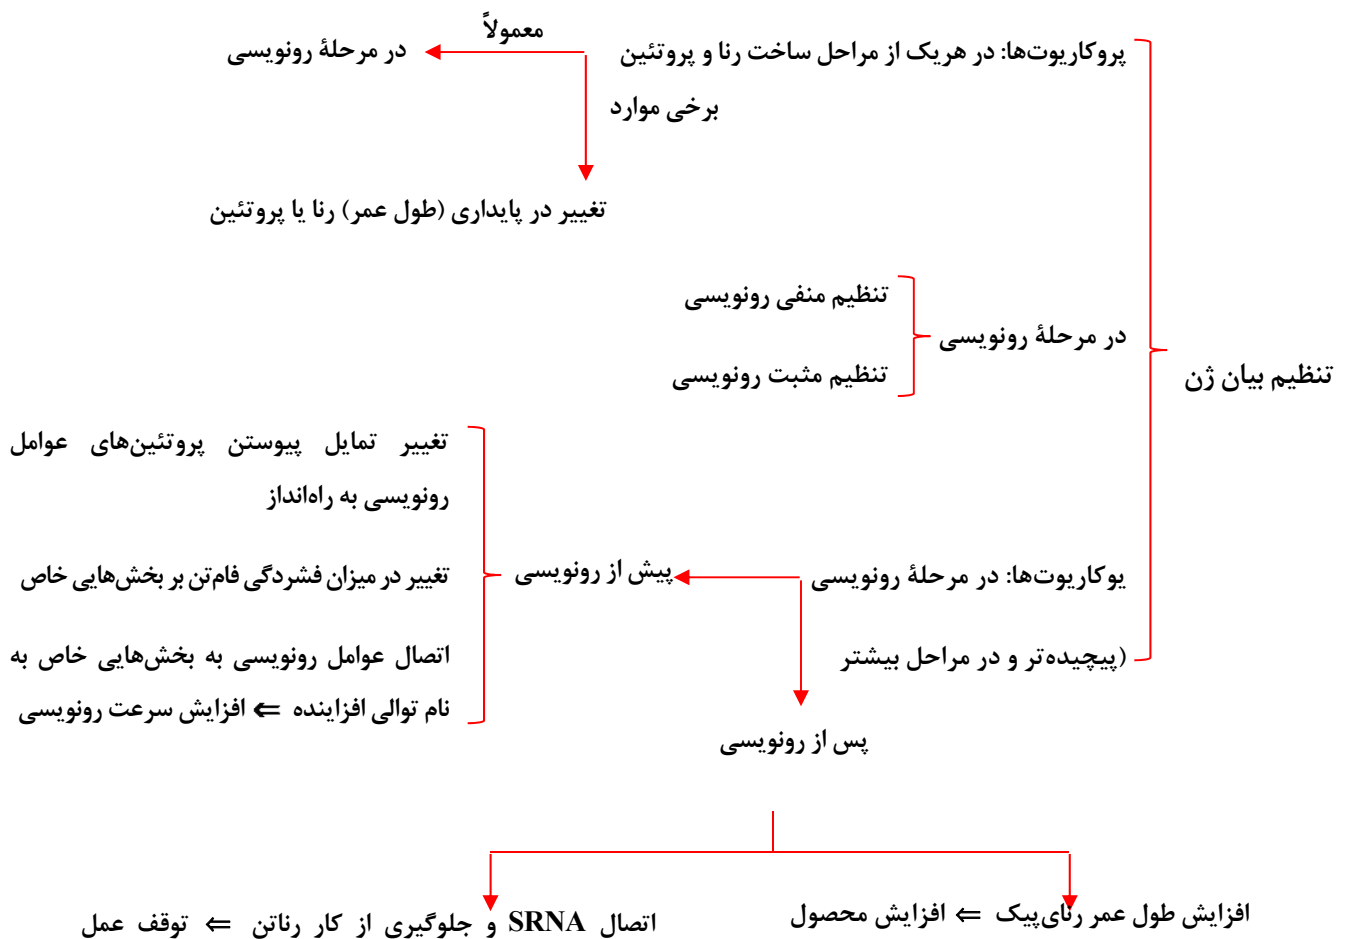 معمولاً
پروکاریوت‌ها: در هریک از مراحل ساخت رنا و پروتئین
در مرحلهٔ رونویسی
برخی موارد
تغییر در پایداری (طول عمر) رنا یا پروتئین
تنظیم بیان ژن
در مرحلهٔ رونویسی
تنظیم منفی رونویسی
تنظیم مثبت رونویسی
یوکاریوت‌ها: در مرحلهٔ رونویسی
(پیچیده‌تر و در مراحل بیشتر
پیش از رونویسی
تغییر تمایل پیوستن پروتئین‌های عوامل
رونویسی به راه‌انداز
تغییر در میزان فشردگی فام‌تن بر بخش‌هایی خاص
اتصال عوامل رونویسی به بخش‌هایی خاص به
نام توالی افزاینده ⇐ افزایش سرعت رونویسی
پس از رونویسی
افزایش طول عمر رنای‌پیک ⇐ افزایش محصول
اتصال SRNA و جلوگیری از کار رناتن ⇐ توقف عمل